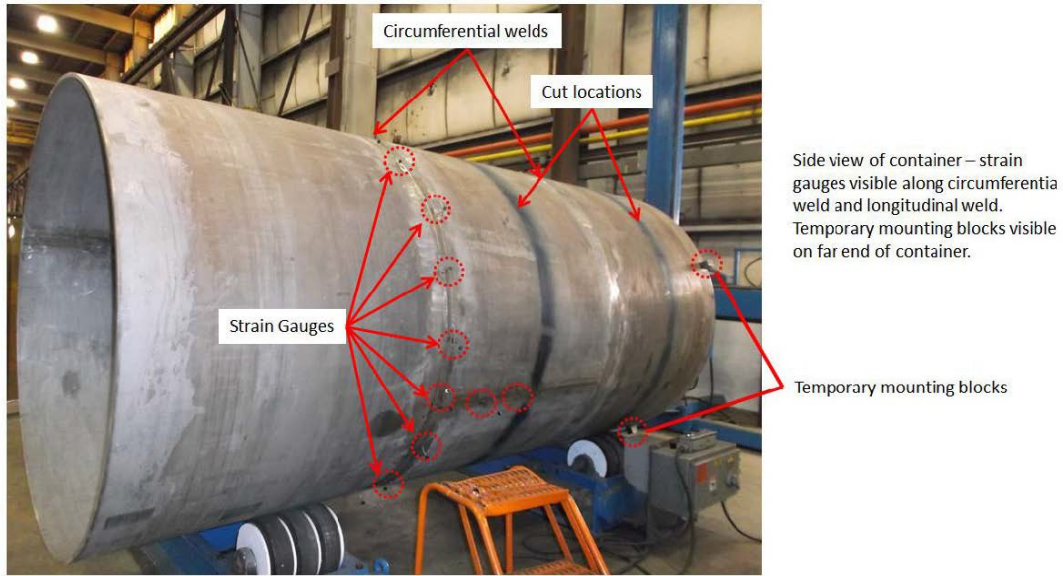 Circumferential welds
Cut locations
Side view of container – strain
gauges visible along circumferentia
weld and longitudinal weld.
Temporary mounting blocks visible
on far end of container.
Strain Gauges
Temporary mounting blocks